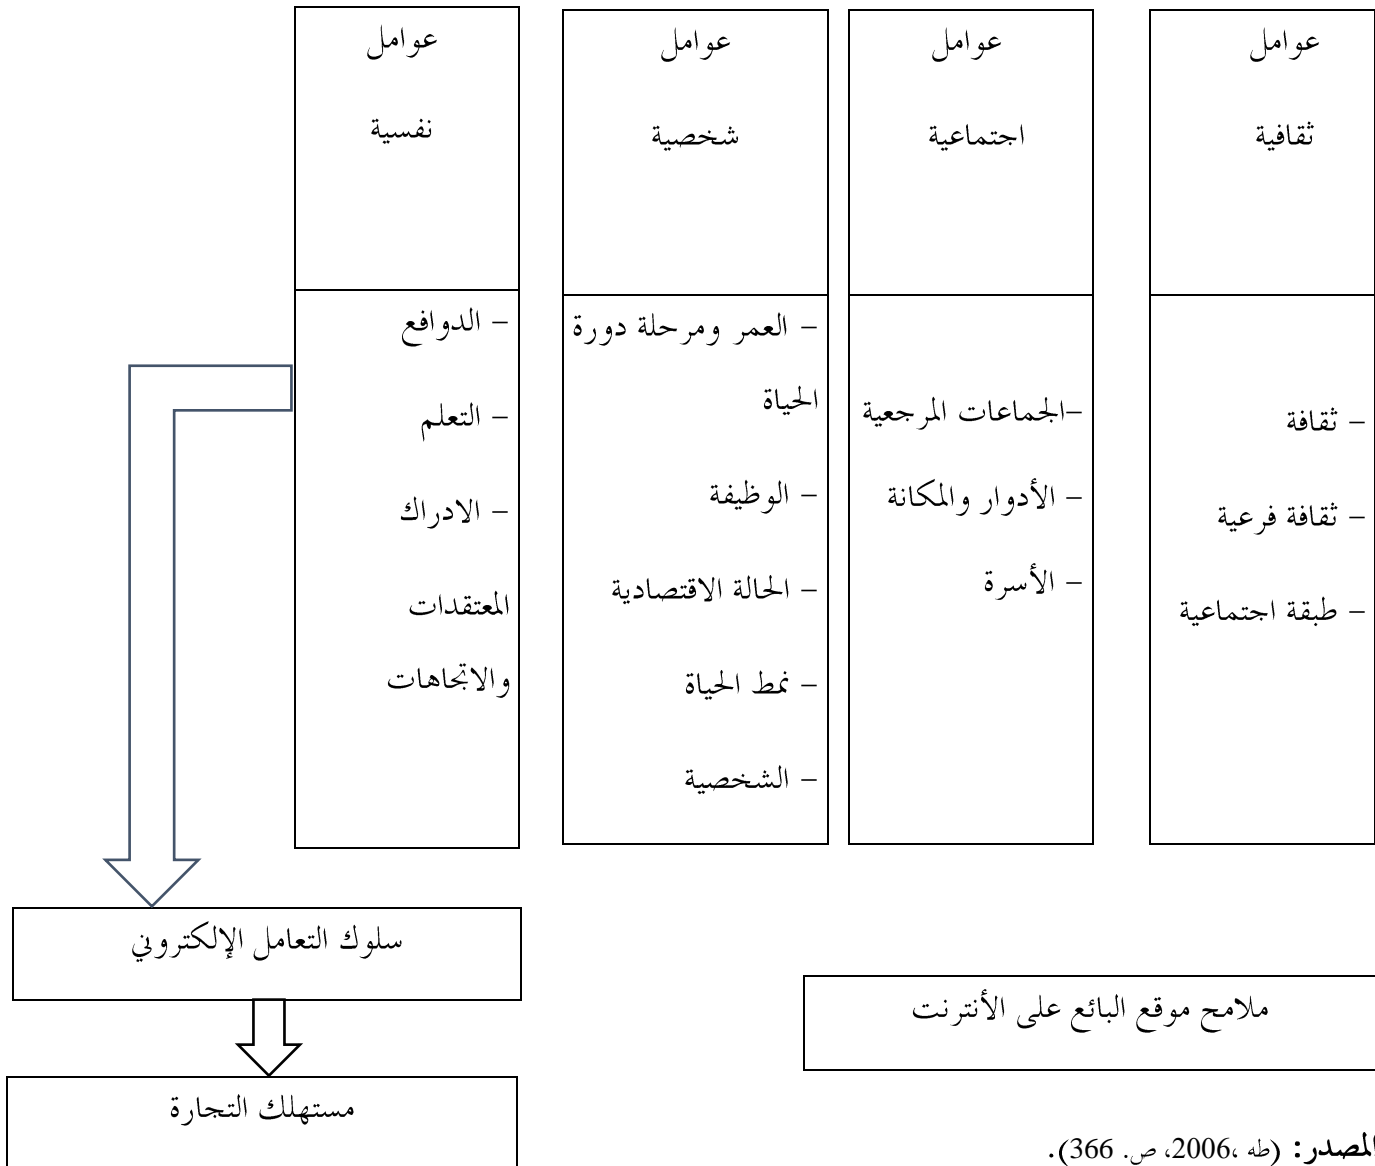 عوامل
ثقافية
– ثقافة
– ثقافة فرعية
– طبقة اجتماعية
عوامل
اجتماعية
–الجماعات المرجعية
– الأدوار والمكانة
– الأسرة
عوامل
شخصية
– العمر ومرحلة دورة
الحياة
– الوظيفة
– الحالة الاقتصادية
– نمط الحياة
– الشخصية
عوامل
نفسية
– الدوافع
– التعلم
– الادراك
المعتقدات
والاتجاهات
سلوك التعامل الإلكتروني
ملامح موقع البائع على الأنترنت
مستهلك التجارة
المصدر: (طه ،2006، ص. 366).